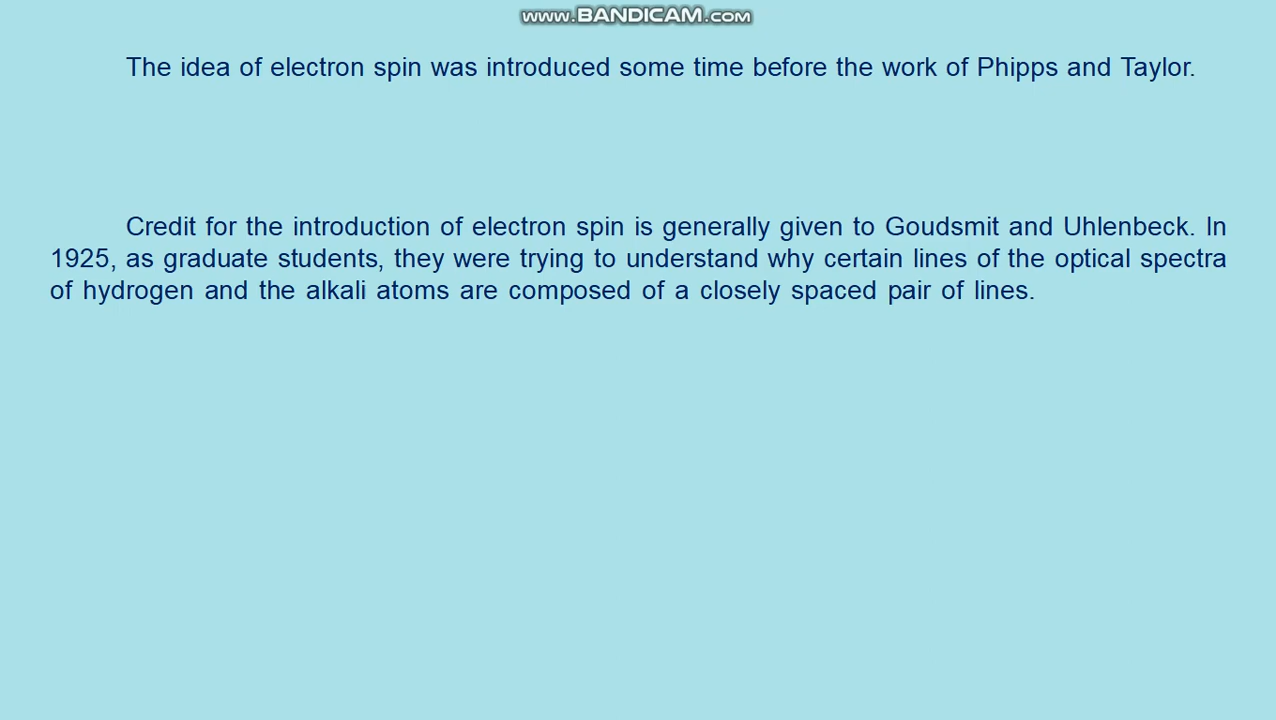 www.BANDICAM.com
The idea of electron spin was introduced some time before the work of Phipps and Taylor.
Credit for the introduction of electron spin is generally given to Goudsmit and Uhlenbeck. In
1925, as graduate students, they were trying to understand why certain lines of the optical spectra
of hydrogen and the alkali atoms are composed of a closely spaced pair of lines.